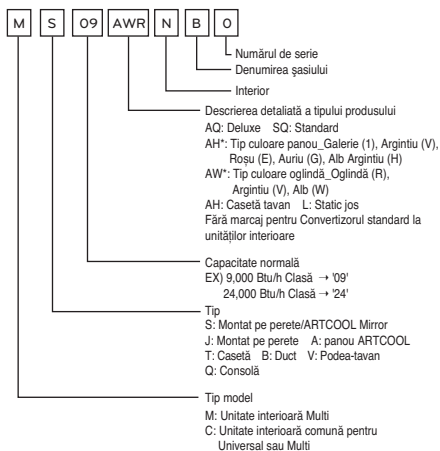 M S 09 AWR N B 0
Numărul de serie
Denumirea şasiului
Interior
Descrierea detaliată a tipului produsului
AQ: Deluxe SQ: Standard
AH*: Tip culoare panou_Galerie (1), Argintiu (V),
Roșu (E), Auriu (G), Alb Argintiu (H)
AW*: Tip culoare oglindă_Oglindă (R),
Argintiu (V), Alb (W)
AH: Casetă tavan L: Static jos
Fără marcaj pentru Convertizorul standard la
unităților interioare
Capacitate normală
EX) 9,000 Btu/h Clasă → '09'
24,000 Btu/h Clasă → '24'
Tip
S: Montat pe perete/ARTCOOL Mirror
J: Montat pe perete A: panou ARTCOOL
T: Casetă B: Duct V: Podea-tavan
Q: Consolă
Tip model
M: Unitate interioară Multi
C: Unitate interioară comună pentru
Universal sau Multi